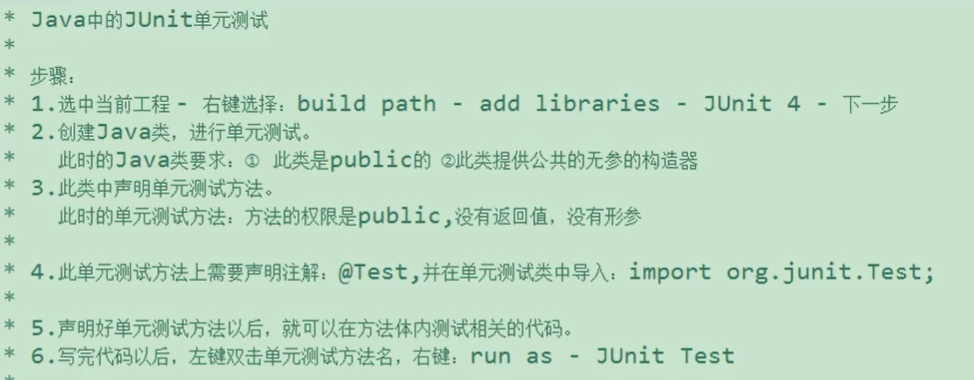 * Java中的JUnit单元测试
*
* 步骤：
* 1.选中当前工程 - 右键选择：build path - add libraries - JUnit 4 - 下一步
* 2.创建Java类，进行单元测试。
*   此时的Java类要求：① 此类是public的 ②此类提供公共的无参的构造器
* 3.此类中声明单元测试方法。
*   此时的单元测试方法：方法的权限是public,没有返回值，没有形参
*
* 4.此单元测试方法上需要声明注解：@Test,并在单元测试类中导入：import org.junit.Test;
*
* 5.声明好单元测试方法以后，就可以在方法体内测试相关的代码。
* 6.写完代码以后，左键双击单元测试方法名，右键：run as - JUnit Test
*